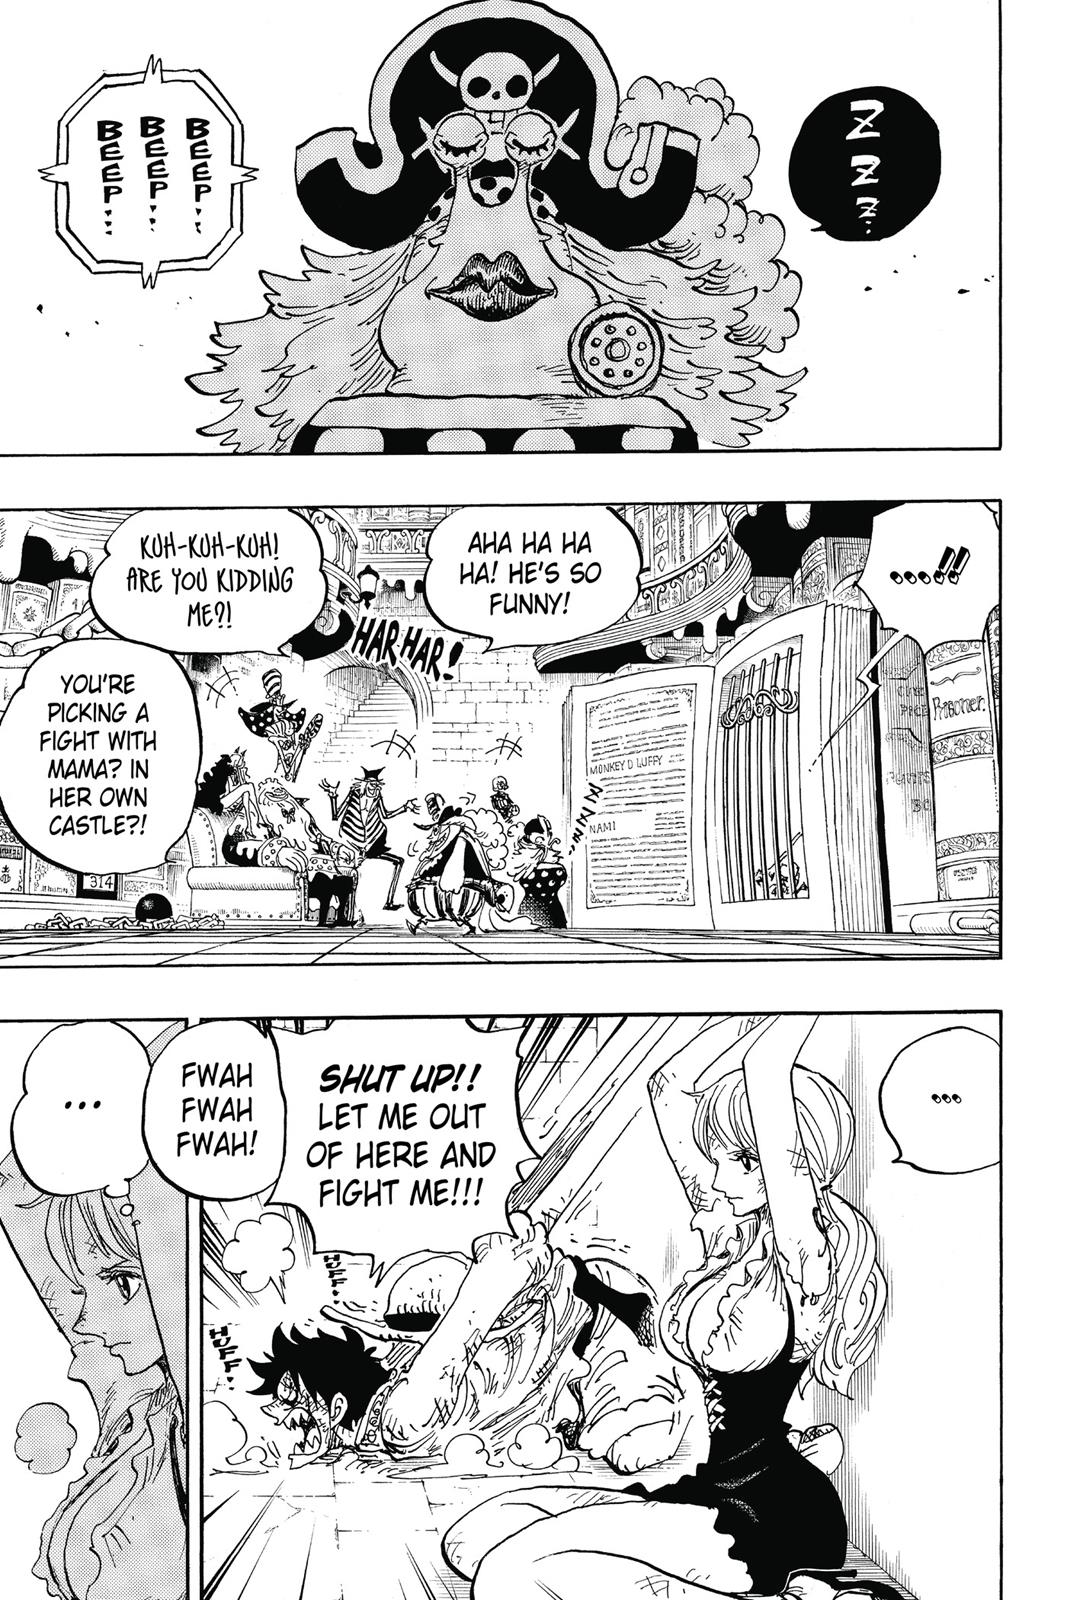 Z
Z
Z..
BEEP..
BEEP..
BEEP..
....!!
AHA HA HA
HA! HE'S SO
FUNNY!
KUH-KUH-KUH!
ARE YOU KIDDING
ME?!
HAR HAR!
YOU'RE
PICKING A
FIGHT WITH
MAMA? IN
HER OWN
CASTLE?!
MONKEY D LUFFY
NAMI
Prisoner.
314
...
SHUT UP!!
LET ME OUT
OF HERE AND
FIGHT ME!!!
HUFF..
HUFF..
FWAH
FWAH
FWAH!
...